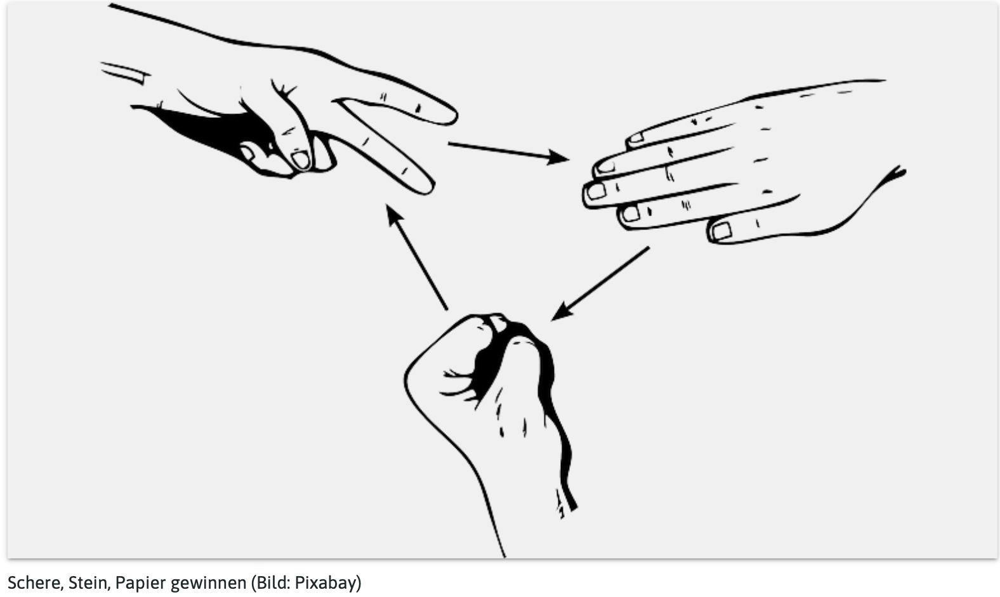 Schere, Stein, Papier gewinnen (Bild: Pixabay)